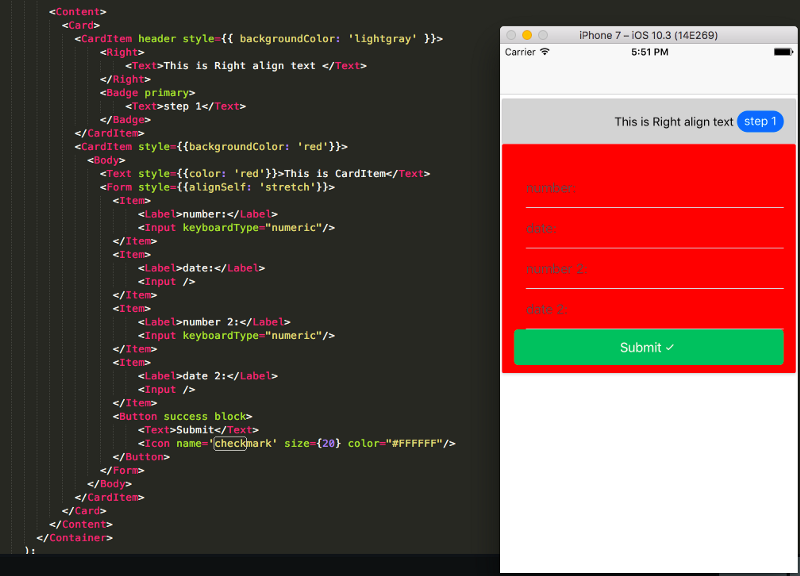 <Content>
<Card>
<CardItem header style={{ backgroundColor: 'lightgray' }}>
<Right>
<Text>This is Right align text </Text>
</Right>
<Badge primary>
<Text>step 1</Text>
</Badge>
</CardItem>
<CardItem style={{backgroundColor: 'red'}}>
<Body>
<Text style={{color: 'red'}}>This is CardItem</Text>
<Form style={{alignSelf: 'stretch'}}>
<Item>
<Label>number:</Label>
<Input keyboardType="numeric"/>
</Item>
<Item>
<Label>date:</Label>
<Input />
</Item>
<Item>
<Label>number 2:</Label>
<Input keyboardType="numeric"/>
</Item>
<Item>
<Label>date 2:</Label>
<Input />
</Item>
<Button success block>
<Text>Submit</Text>
<Icon name='checkmark' size={20} color="#FFFFFF"/>
</Button>
</Form>
</Body>
</CardItem>
</Card>
</Content>
</Container>
);
iPhone 7 – iOS 10.3 (14E269)
Carrier 5:51 PM
This is Right align text step 1
number:
date:
number 2:
date 2:
Submit ✓